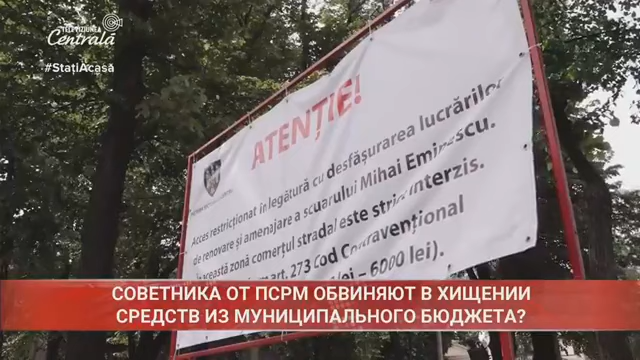 TELEVIZIUNEA
Centrală
#StațiAcasă
ATENȚIE!
Acces restricționat în legătură cu desfășurarea lucrărilor
de renovare și amenajare a scuarului Mihai Eminescu.
În această zonă comerțul stradal este strict interzis.
art. 273 Cod Contravențional
lei – 6000 lei).
СОВЕТНИКА ОТ ПСРМ ОБВИНЯЮТ В ХИЩЕНИИ
СРЕДСТВ ИЗ МУНИЦИПАЛЬНОГО БЮДЖЕТА?